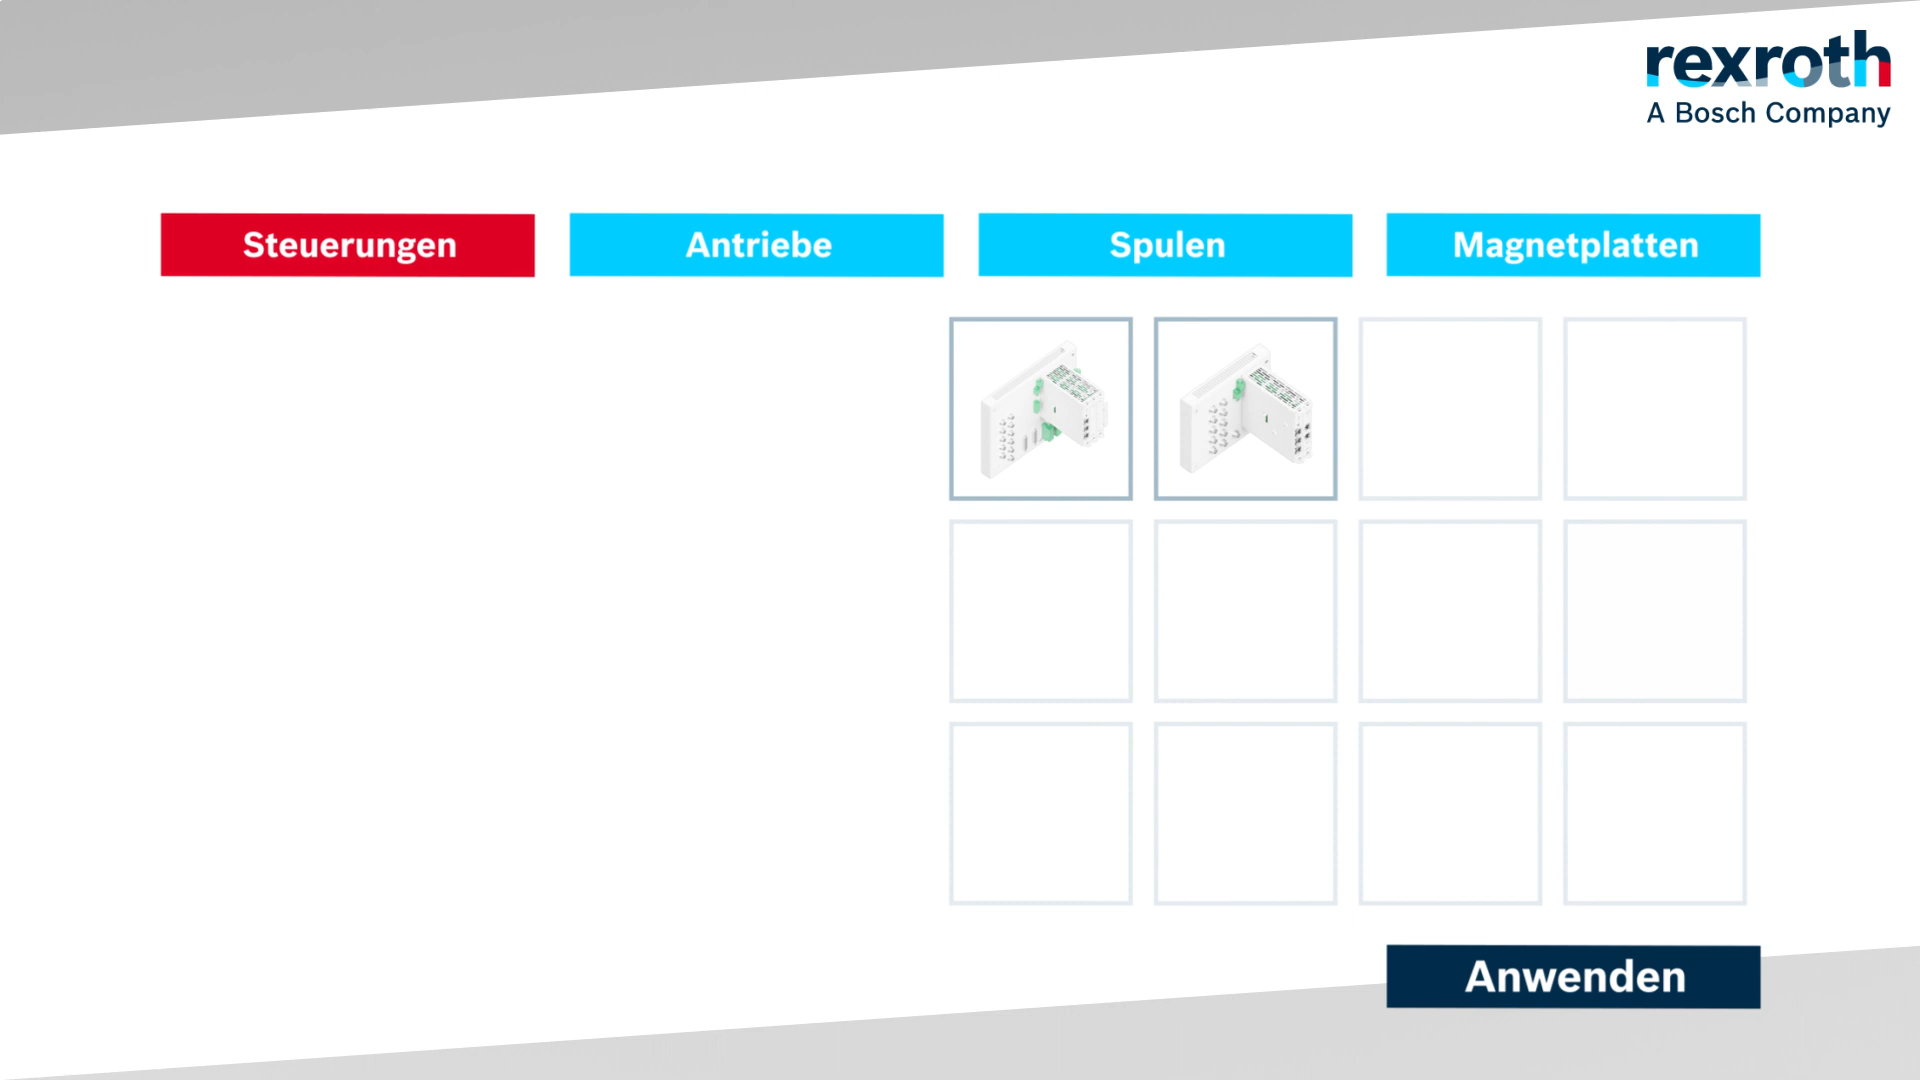 rexroth
A Bosch Company
Steuerungen
Antriebe
Spulen
Magnetplatten
Anwenden